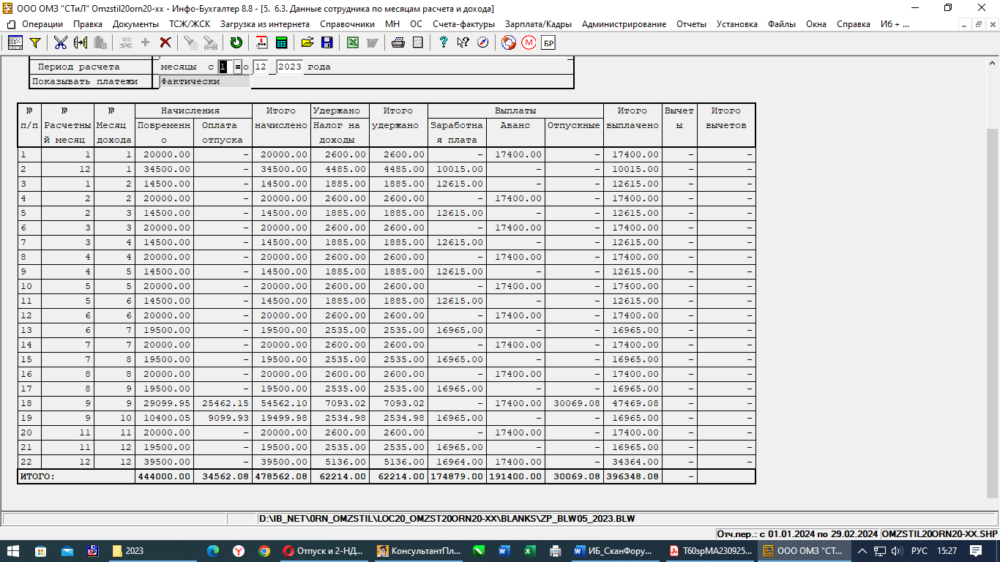 ООО ОМЗ "СТиЛ" Omzstil20orn20-xx - Инфо-Бухгалтер 8.8 - [5. 6.3. Данные сотрудника по месяцам расчета и дохода]
Операции Правка Документы ТСЖ/ЖСК Загрузка из интернета Справочники МН ОС Счета-фактуры Зарплата/Кадры Администрирование Отчеты Установка Файлы Окна Справка Иб + ...
Период расчета месяцы с 1 = о 12 2023 года
Показывать платежи Фактически
№ № № Начисления Итого Удержано Итого Выплаты Итого Вычет Итого
п/п Расчетны Месяц Повременн Оплата начислено Налог на удержано Заработна Аванс Отпускные выплачено ы вычетов
й месяц дохода о отпуска доходы я плата
1 1 1 20000.00 – 20000.00 2600.00 2600.00 – 17400.00 – 17400.00 – –
2 12 1 34500.00 – 34500.00 4485.00 4485.00 10015.00 – – 10015.00 – –
3 1 2 14500.00 – 14500.00 1885.00 1885.00 12615.00 – – 12615.00 – –
4 2 2 20000.00 – 20000.00 2600.00 2600.00 – 17400.00 – 17400.00 – –
5 2 3 14500.00 – 14500.00 1885.00 1885.00 12615.00 – – 12615.00 – –
6 3 3 20000.00 – 20000.00 2600.00 2600.00 – 17400.00 – 17400.00 – –
7 3 4 14500.00 – 14500.00 1885.00 1885.00 12615.00 – – 12615.00 – –
8 4 4 20000.00 – 20000.00 2600.00 2600.00 – 17400.00 – 17400.00 – –
9 4 5 14500.00 – 14500.00 1885.00 1885.00 12615.00 – – 12615.00 – –
10 5 5 20000.00 – 20000.00 2600.00 2600.00 – 17400.00 – 17400.00 – –
11 5 6 14500.00 – 14500.00 1885.00 1885.00 12615.00 – – 12615.00 – –
12 6 6 20000.00 – 20000.00 2600.00 2600.00 – 17400.00 – 17400.00 – –
13 6 7 19500.00 – 19500.00 2535.00 2535.00 16965.00 – – 16965.00 – –
14 7 7 20000.00 – 20000.00 2600.00 2600.00 – 17400.00 – 17400.00 – –
15 7 8 19500.00 – 19500.00 2535.00 2535.00 16965.00 – – 16965.00 – –
16 8 8 20000.00 – 20000.00 2600.00 2600.00 – 17400.00 – 17400.00 – –
17 8 9 19500.00 – 19500.00 2535.00 2535.00 16965.00 – – 16965.00 – –
18 9 9 29099.95 25462.15 54562.10 7093.02 7093.02 – 17400.00 30069.08 47469.08 – –
19 9 10 10400.05 9099.93 19499.98 2534.98 2534.98 16965.00 – – 16965.00 – –
20 11 11 20000.00 – 20000.00 2600.00 2600.00 – 17400.00 – 17400.00 – –
21 11 12 19500.00 – 19500.00 2535.00 2535.00 16965.00 – – 16965.00 – –
22 12 12 39500.00 – 39500.00 5136.00 5136.00 16964.00 17400.00 – 34364.00 – –
ИТОГО: 444000.00 34562.08 478562.08 62214.00 62214.00 174879.00 191400.00 30069.08 396348.08 –
D:\IB_NET\0RN_OMZSTIL\LOC20_OMZST20ORN20-XX\BLANKS\ZP_BLW05_2023.BLW
Отч.пер.: с 01.01.2024 по 29.02.2024 OMZSTIL20ORN20-XX.SHP
2023 Отпуск и 2-НД... КонсультантПл... ИБ_СканФору... Т60зрМА230925... ООО ОМЗ "СТ... РУС 15:27